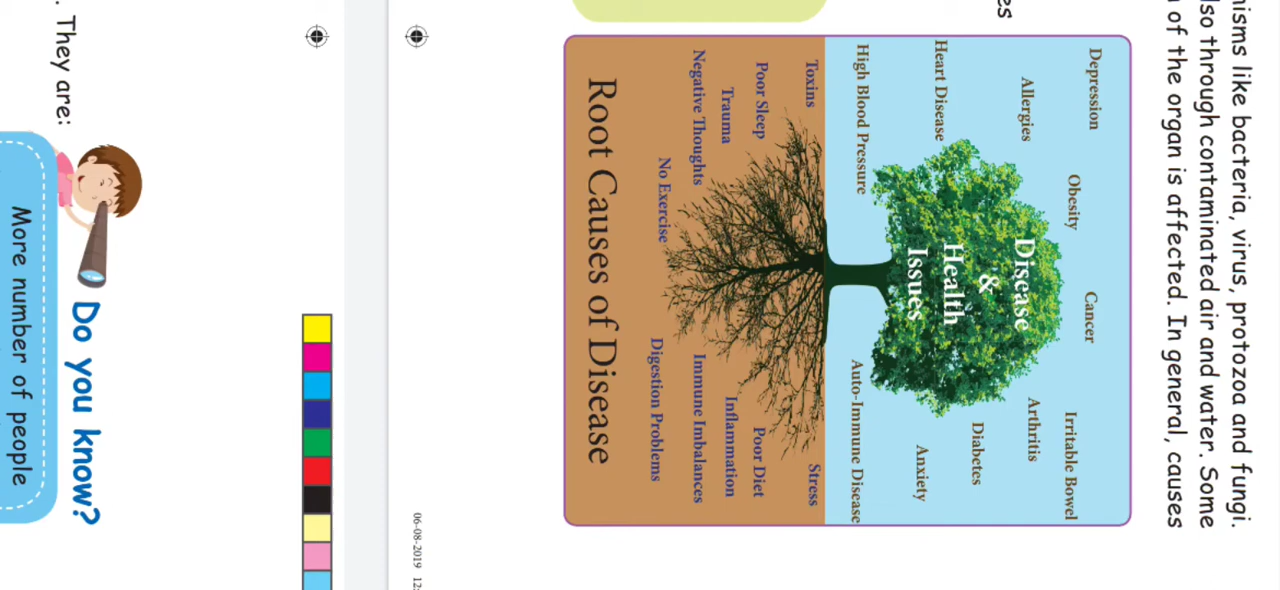 nisms like bacteria, virus, protozoa and fungi.
lso through contaminated air and water. Some
of the organ is affected. In general, causes
es
Depression
Cancer
Obesity
Irritable Bowel
Allergies
Arthritis
Disease
&
Health
Issues
Diabetes
Heart Disease
Anxiety
High Blood Pressure
Auto-Immune Disease
Toxins
Stress
Poor Sleep
Poor Diet
Trauma
Inflammation
Negative Thoughts
Immune Imbalances
No Exercise
Digestion Problems
Root Causes of Disease
06-08-2019 12:
. They are:
Do you know?
More number of people